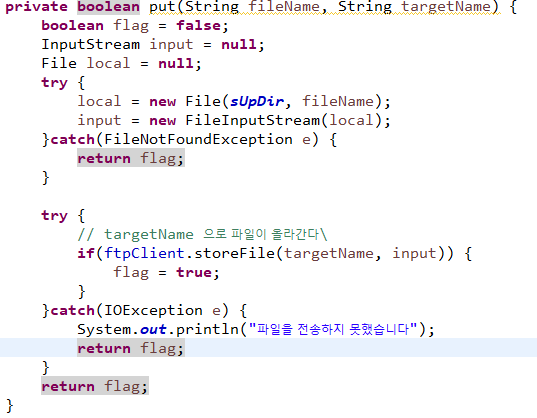 private boolean put(String fileName, String targetName) {
boolean flag = false;
InputStream input = null;
File local = null;
try {
local = new File(sUpDir, fileName);
input = new FileInputStream(local);
}catch(FileNotFoundException e) {
return flag;
}
try {
// targetName 으로 파일이 올라간다\
if(ftpClient.storeFile(targetName, input)) {
flag = true;
}
}catch(IOException e) {
System.out.println("파일을 전송하지 못했습니다");
return flag;
}
return flag;
}